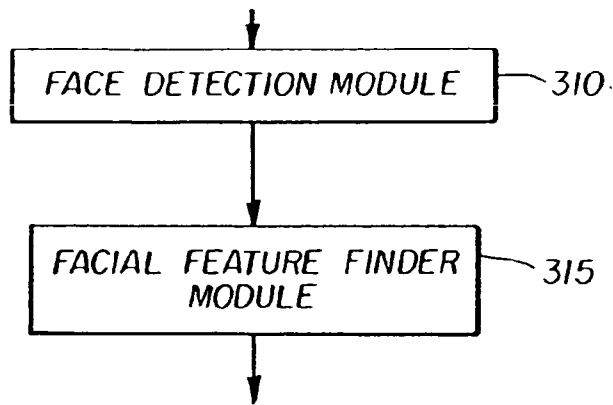 FACE DETECTION MODULE
310
FACIAL FEATURE FINDER
MODULE
315